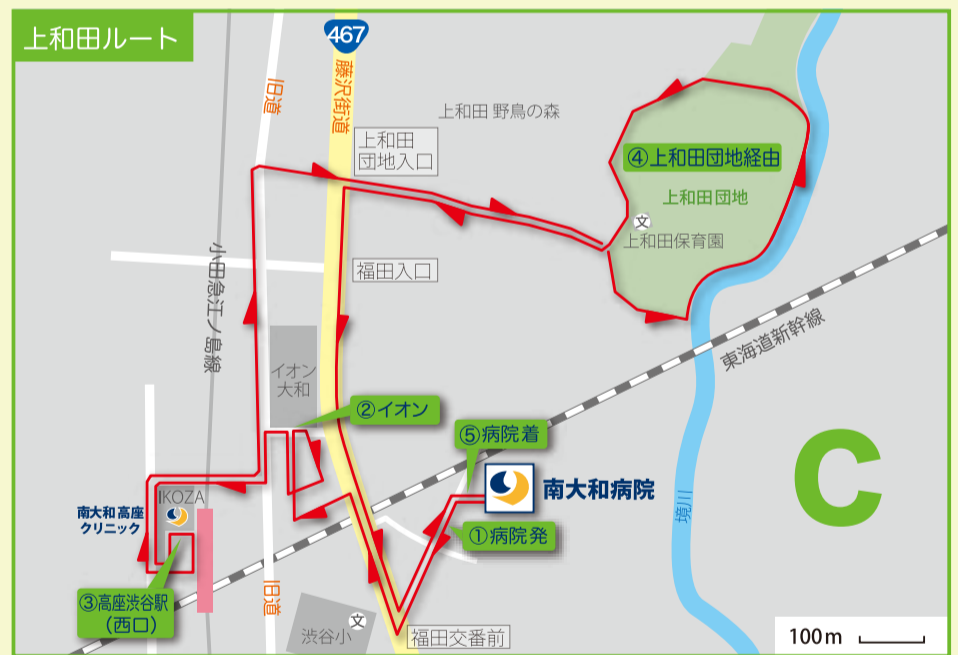 上和田ルート
467
藤沢街道
旧道
上和田 野鳥の森
上和田
団地入口
④上和田団地経由
上和田団地
文
上和田保育園
小田急江ノ島線
福田入口
東海道新幹線
イオン
大和
②イオン
⑤病院着
南大和病院
C
IKOZA
南大和 高座
クリニック
境川
①病院発
③高座渋谷駅
(西口)
旧道
文
渋谷小
福田交番前
100m